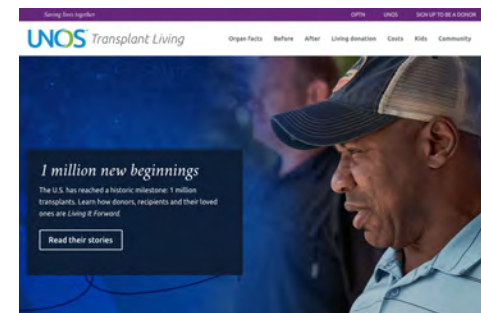 Saving lives together
OPTN UNOS SIGN UP TO BE A DONOR
UNOS Transplant Living
Organ facts Before After Living donation Costs Kids Community
1 million new beginnings
The U.S. has reached a historic milestone: 1 million
transplants. Learn how donors, recipients and their loved
ones are Living it Forward.
Read their stories